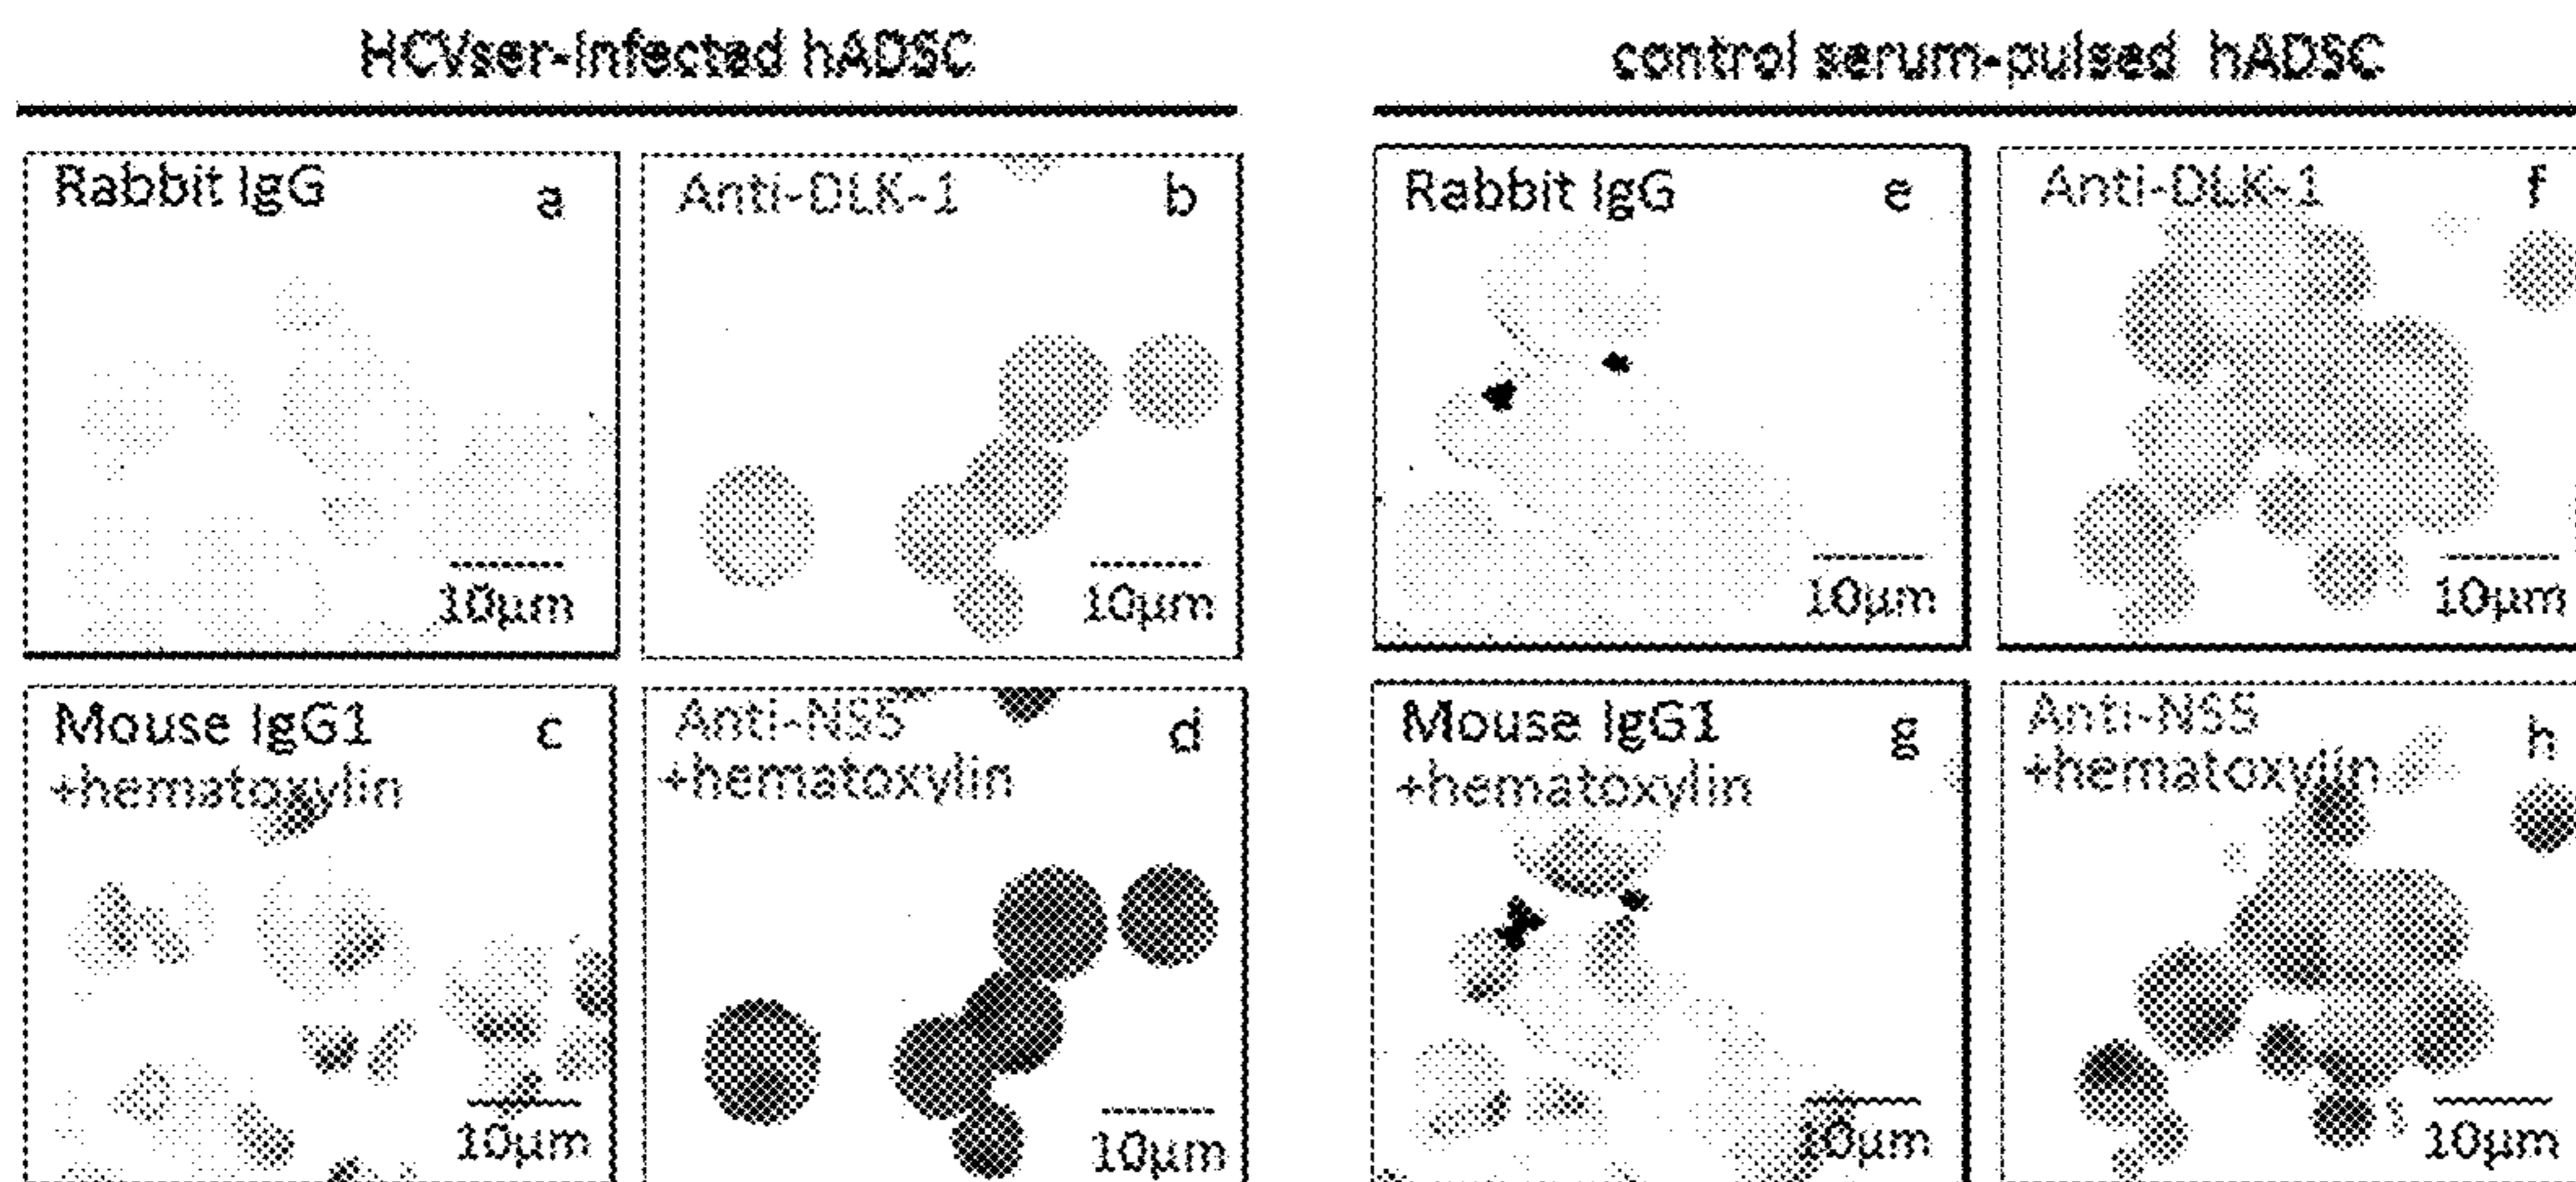 HCVser-infected hADSC
control serum-pulsed hADSC
Rabbit IgG a
Anti-DLK-1 b
Rabbit IgG e
Anti-DLK-1 f
10µm
10µm
10µm
10µm
Mouse IgG1 c
+hematoxylin
Anti-NS5 d
+hematoxylin
Mouse IgG1 g
+hematoxylin
Anti-NS5 h
+hematoxylin
10µm
10µm
10µm
10µm